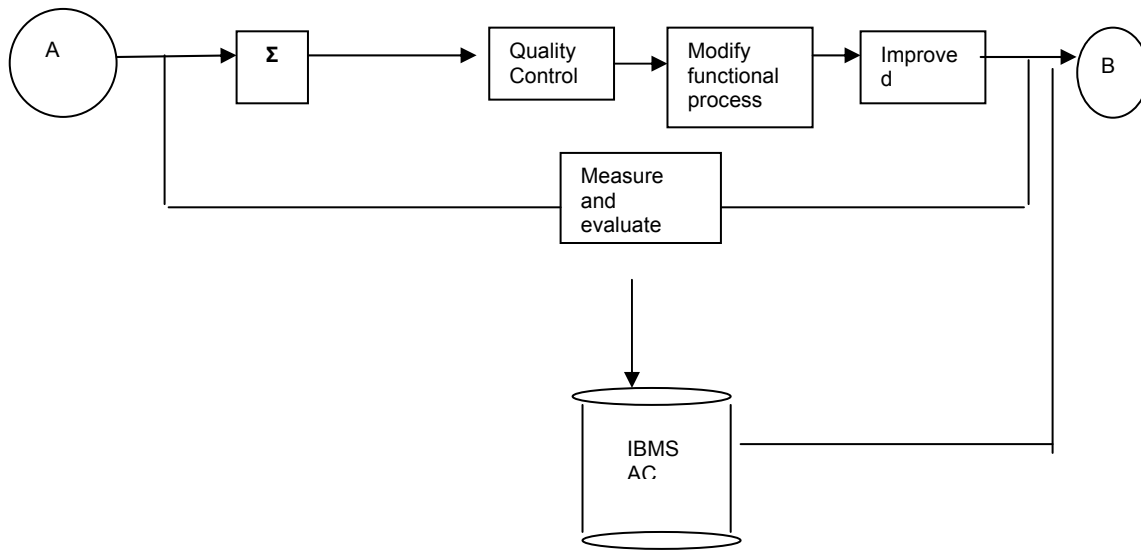 A
Σ
Quality
Control
Modify
functional
process
Improve
d
B
Measure
and
evaluate
IBMS
AC